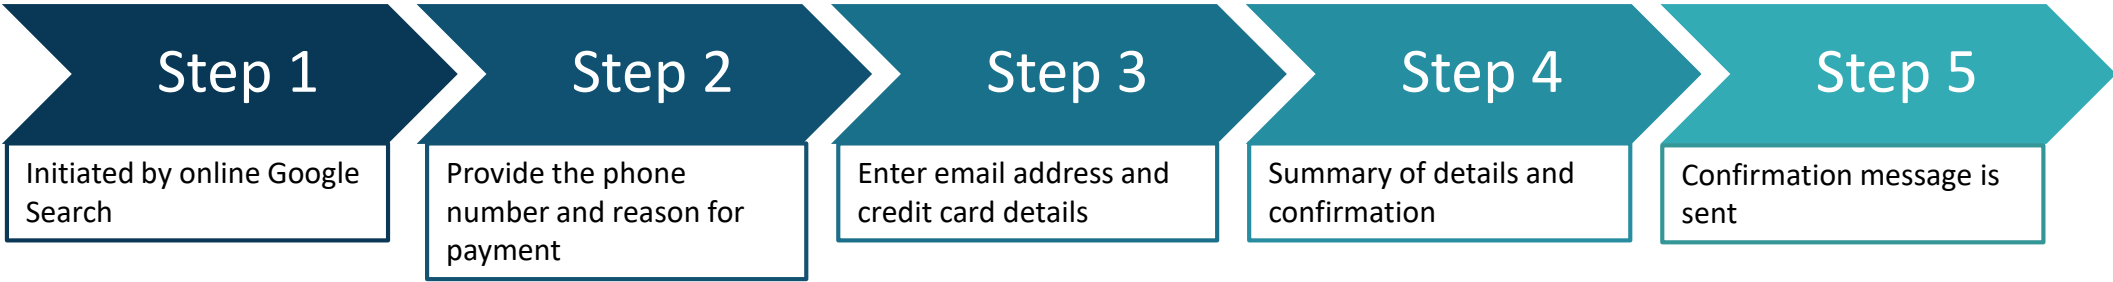 Step 1
Initiated by online Google
Search
Step 2
Provide the phone
number and reason for
payment
Step 3
Enter email address and
credit card details
Step 4
Summary of details and
confirmation
Step 5
Confirmation message is
sent